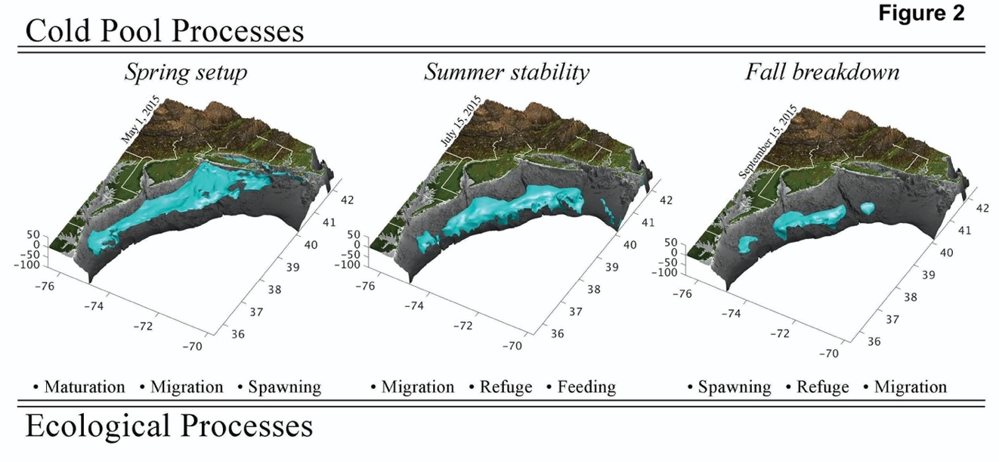 Figure 2
Cold Pool Processes
Spring setup Summer stability Fall breakdown
May 1, 2015 July 15, 2015 September 15, 2015
50 0 −50 −100 −76 −74 −72 −70 36 37 38 39 40 41 42
50 0 −50 −100 −76 −74 −72 −70 36 37 38 39 40 41 42
50 0 −50 −100 −76 −74 −72 −70 36 37 38 39 40 41 42
• Maturation • Migration • Spawning • Migration • Refuge • Feeding • Spawning • Refuge • Migration
Ecological Processes